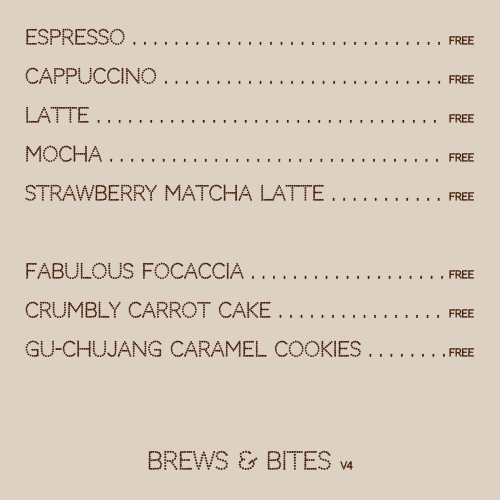 ESPRESSO .............................. FREE
CAPPUCCINO ........................... FREE
LATTE ................................. FREE
MOCHA ................................ FREE
STRAWBERRY MATCHA LATTE ........... FREE
FABULOUS FOCACCIA ................... FREE
CRUMBLY CARROT CAKE ................ FREE
GU-CHUJANG CARAMEL COOKIES ........ FREE
BREWS & BITES V4